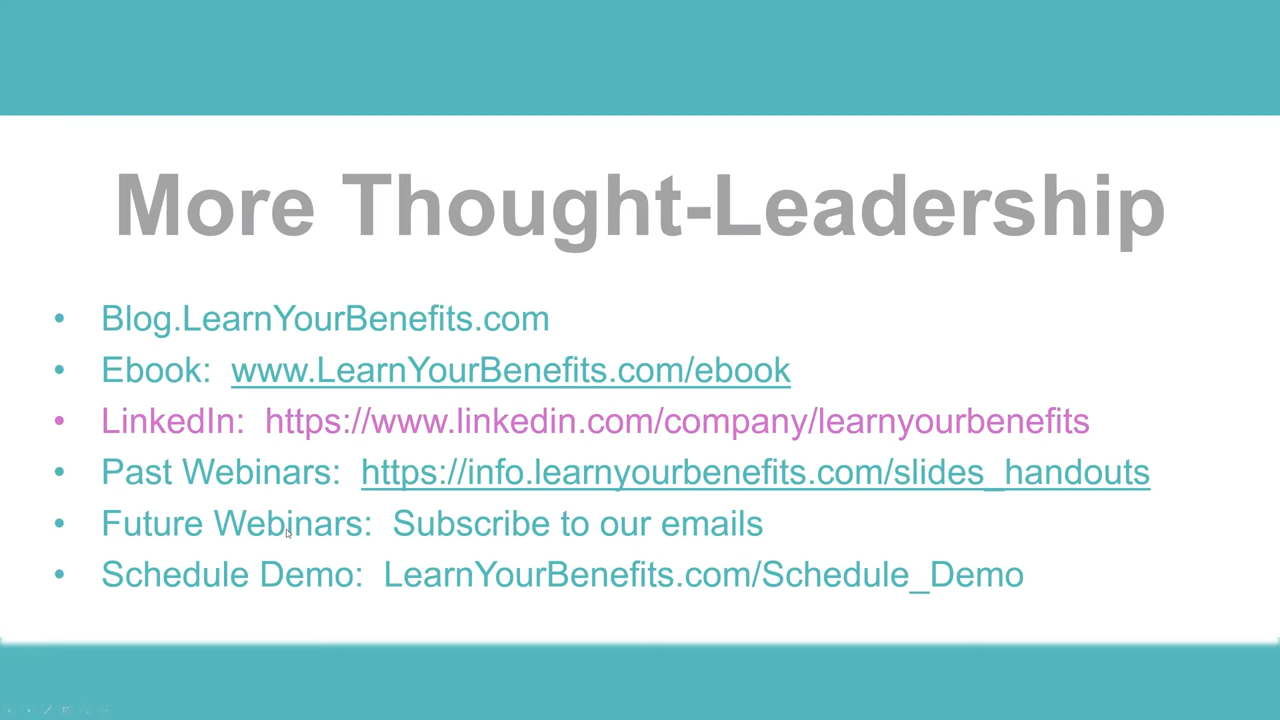 More Thought-Leadership
• Blog.LearnYourBenefits.com
• Ebook: www.LearnYourBenefits.com/ebook
• LinkedIn: https://www.linkedin.com/company/learnyourbenefits
• Past Webinars: https://info.learnyourbenefits.com/slides_handouts
• Future Webinars: Subscribe to our emails
• Schedule Demo: LearnYourBenefits.com/Schedule_Demo